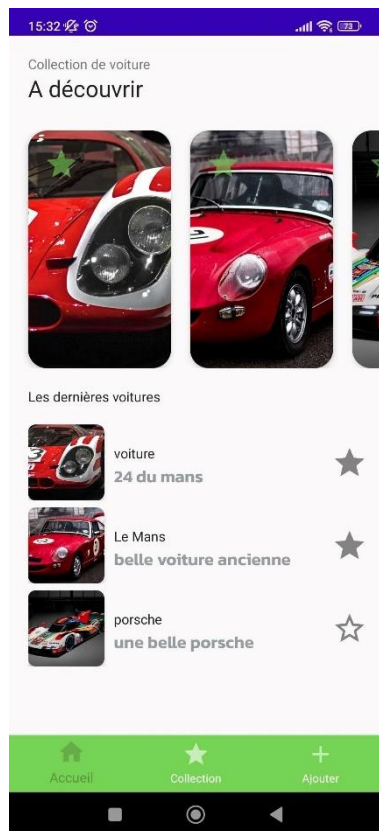 15:32
73
Collection de voiture
A découvrir
Les dernières voitures
voiture
24 du mans
Le Mans
belle voiture ancienne
porsche
une belle porsche
Accueil
Collection
Ajouter